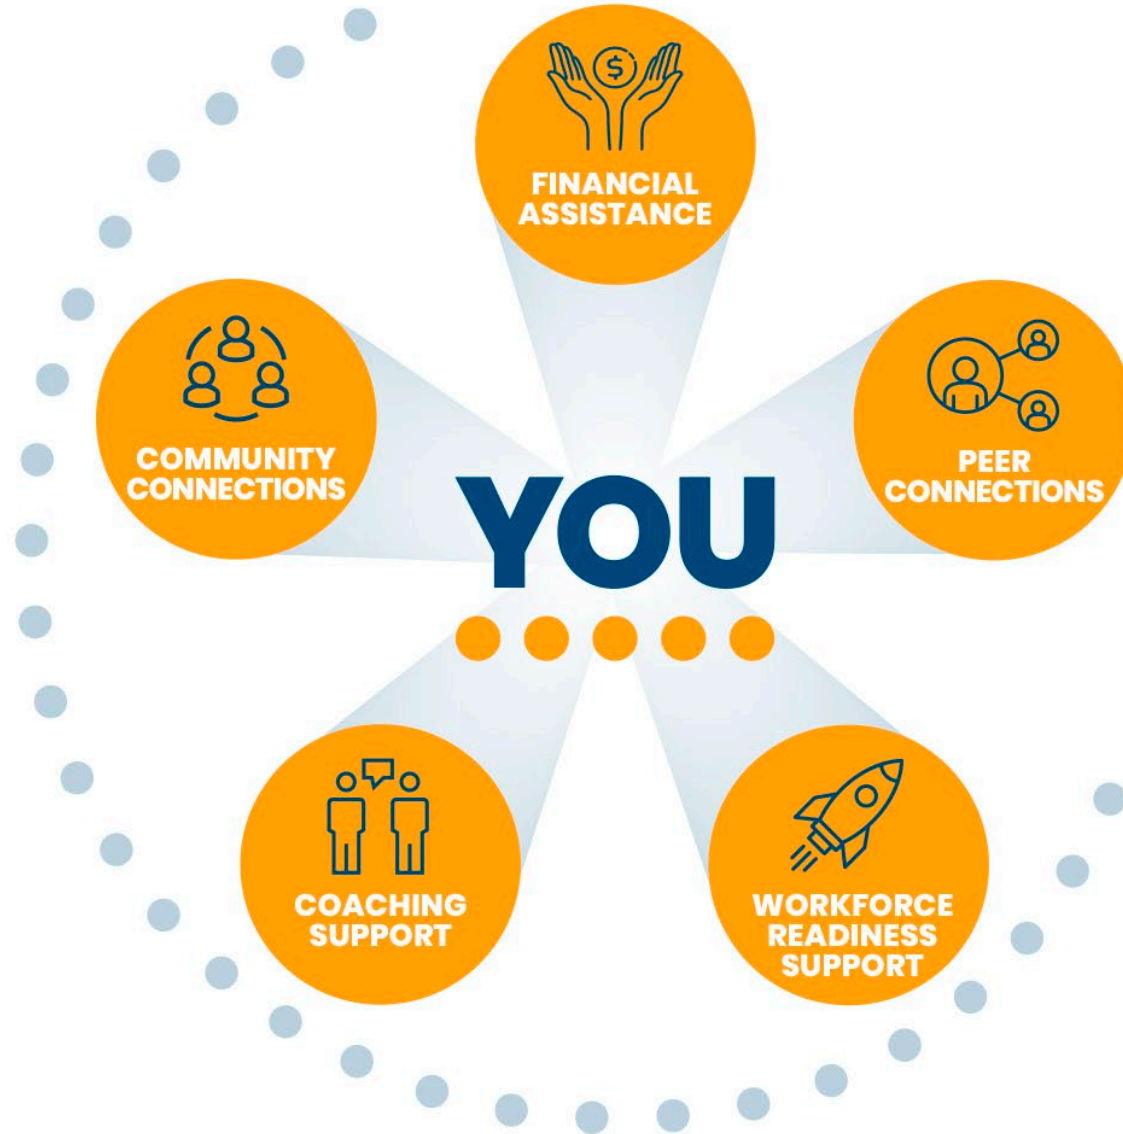 FINANCIAL
ASSISTANCE
COMMUNITY
CONNECTIONS
PEER
CONNECTIONS
YOU
COACHING
SUPPORT
WORKFORCE
READINESS
SUPPORT